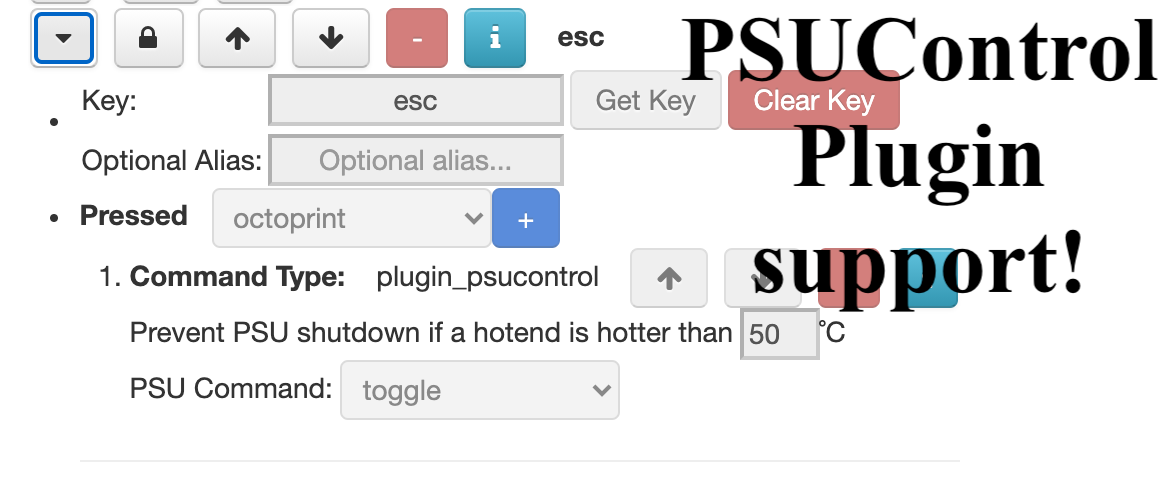 - i esc
PSUControl
Plugin
support!
Key: esc Get Key Clear Key
Optional Alias: Optional alias...
Pressed octoprint +
1. Command Type: plugin_psucontrol
Prevent PSU shutdown if a hotend is hotter than 50 °C
PSU Command: toggle